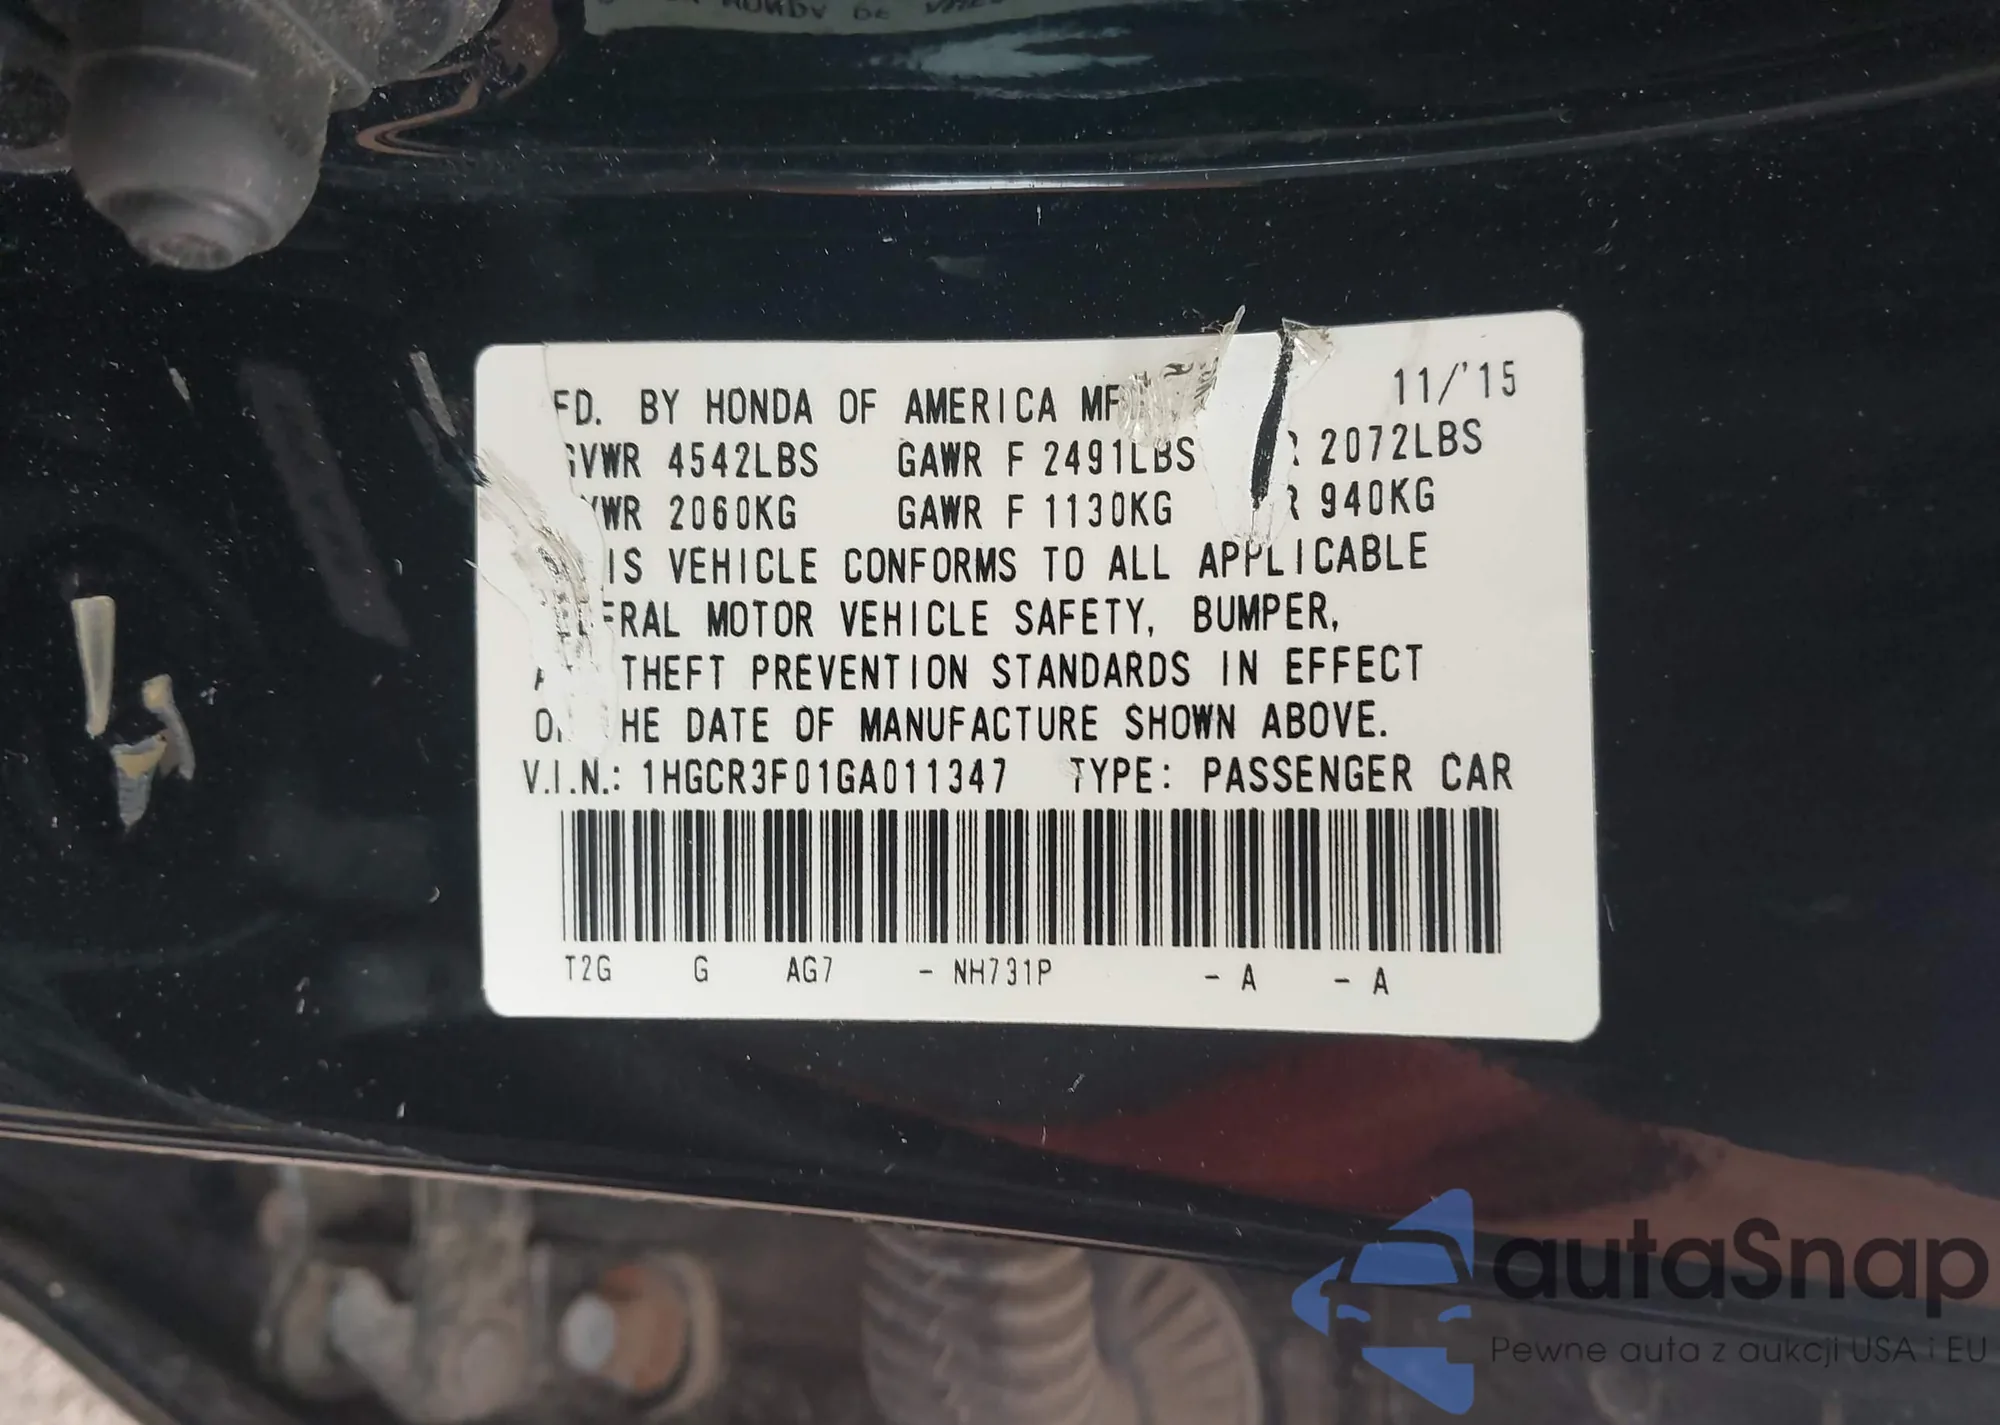 FD. BY HONDA OF AMERICA MF 11/'15
GVWR 4542LBS GAWR F 2491LBS R 2072LBS
VWR 2060KG GAWR F 1130KG R 940KG
IS VEHICLE CONFORMS TO ALL APPLICABLE
ERAL MOTOR VEHICLE SAFETY, BUMPER,
THEFT PREVENTION STANDARDS IN EFFECT
O HE DATE OF MANUFACTURE SHOWN ABOVE.
V.I.N.: 1HGCR3F01GA011347 TYPE: PASSENGER CAR
T2G G AG7 - NH731P - A - A
autaSnap
Pewne auta z aukcji USA i EU